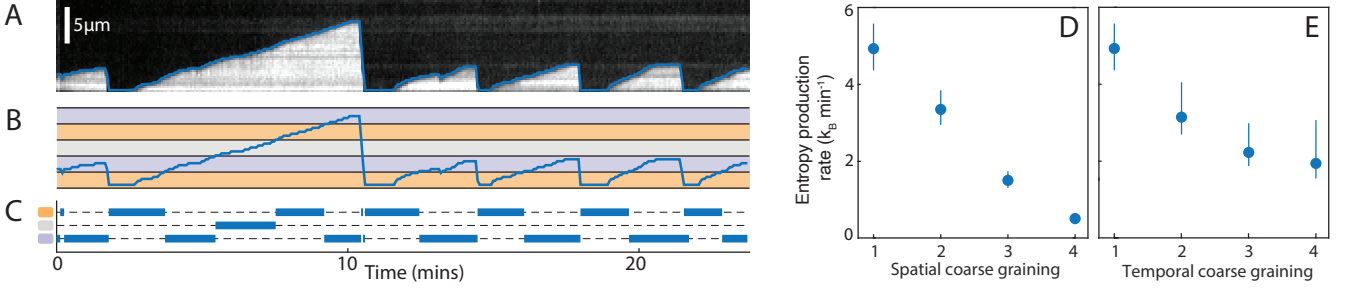 A
5μm
B
C
0
10
20
Time (mins)
D
Entropy production
rate (k_B min⁻¹)
6
4
2
0
1
2
3
4
Spatial coarse graining
E
1
2
3
4
Temporal coarse graining